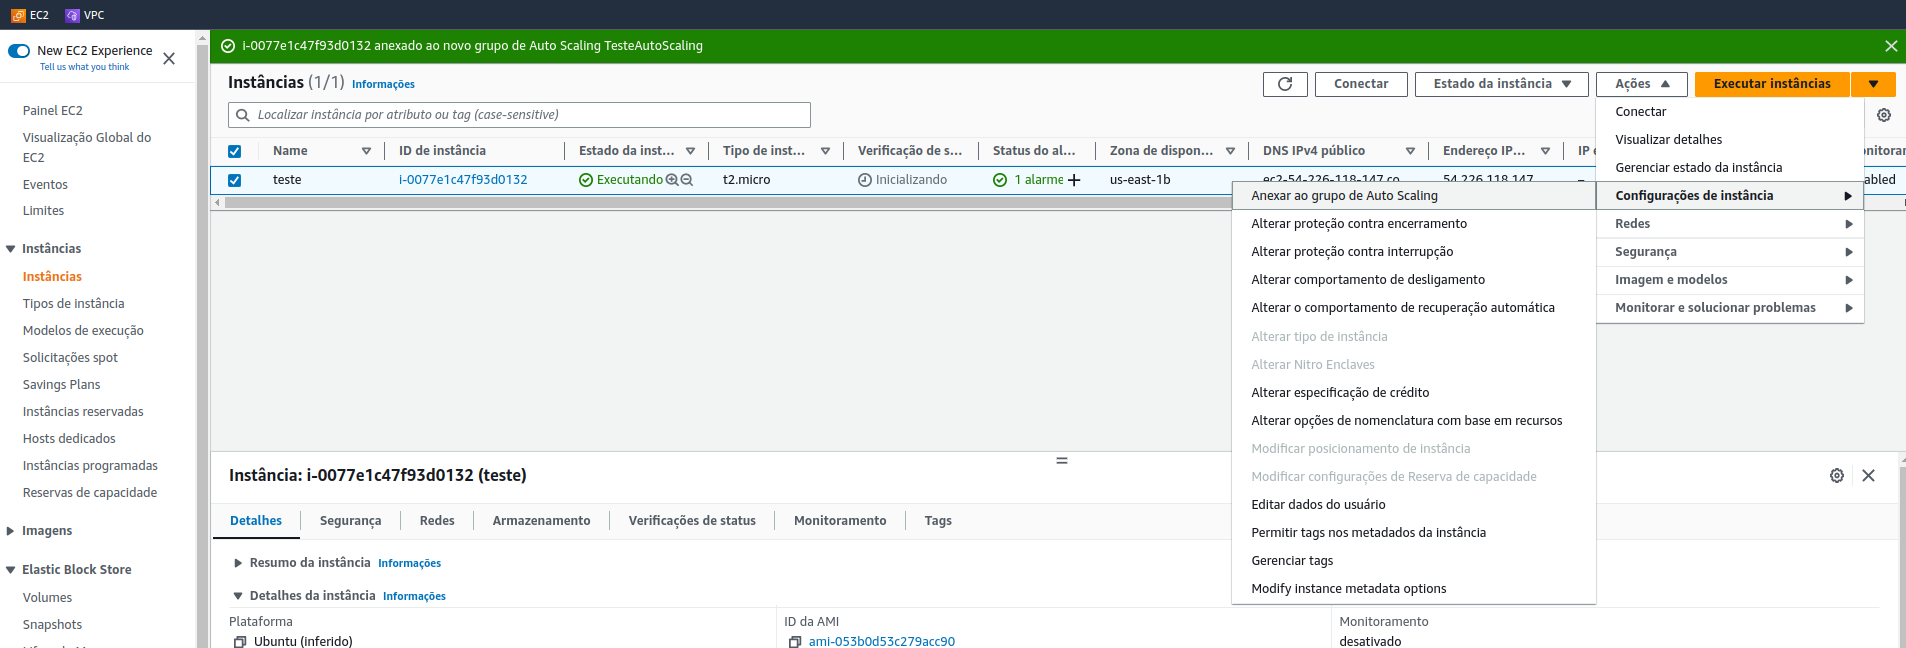 EC2 VPC
New EC2 Experience
Tell us what you think
Painel EC2
Visualização Global do
EC2
Eventos
Limites
Instâncias
Instâncias
Tipos de instância
Modelos de execução
Solicitações spot
Savings Plans
Instâncias reservadas
Hosts dedicados
Instâncias programadas
Reservas de capacidade
Imagens
Elastic Block Store
Volumes
Snapshots
i-0077e1c47f93d0132 anexado ao novo grupo de Auto Scaling TesteAutoScaling
Instâncias (1/1) Informações
Conectar Estado da instância Ações Executar instâncias
Localizar instância por atributo ou tag (case-sensitive)
Name ID de instância Estado da inst... Tipo de inst... Verificação de s... Status do al... Zona de dispon... DNS IPv4 público Endereço IP... IP
teste i-0077e1c47f93d0132 Executando t2.micro Inicializando 1 alarme us-east-1b ec2-54-226-118-147.co 54.226.118.147 –
Conectar
Visualizar detalhes
Gerenciar estado da instância
Configurações de instância
Redes
Segurança
Imagem e modelos
Monitorar e solucionar problemas
Anexar ao grupo de Auto Scaling
Alterar proteção contra encerramento
Alterar proteção contra interrupção
Alterar comportamento de desligamento
Alterar o comportamento de recuperação automática
Alterar tipo de instância
Alterar Nitro Enclaves
Alterar especificação de crédito
Alterar opções de nomenclatura com base em recursos
Modificar posicionamento de instância
Modificar configurações de Reserva de capacidade
Editar dados do usuário
Permitir tags nos metadados da instância
Gerenciar tags
Modify instance metadata options
Instância: i-0077e1c47f93d0132 (teste)
Detalhes Segurança Redes Armazenamento Verificações de status Monitoramento Tags
Resumo da instância Informações
Detalhes da instância Informações
Plataforma ID da AMI Monitoramento
Ubuntu (inferido) ami-053b0d53c279acc90 desativado